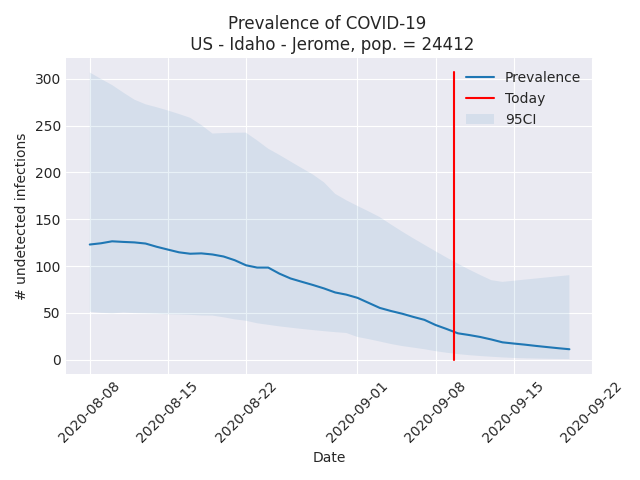 Prevalence of COVID-19
US - Idaho - Jerome, pop. = 24412
Prevalence
Today
95CI
# undetected infections
300
250
200
150
100
50
0
2020-08-08
2020-08-15
2020-08-22
2020-09-01
2020-09-08
2020-09-15
2020-09-22
Date